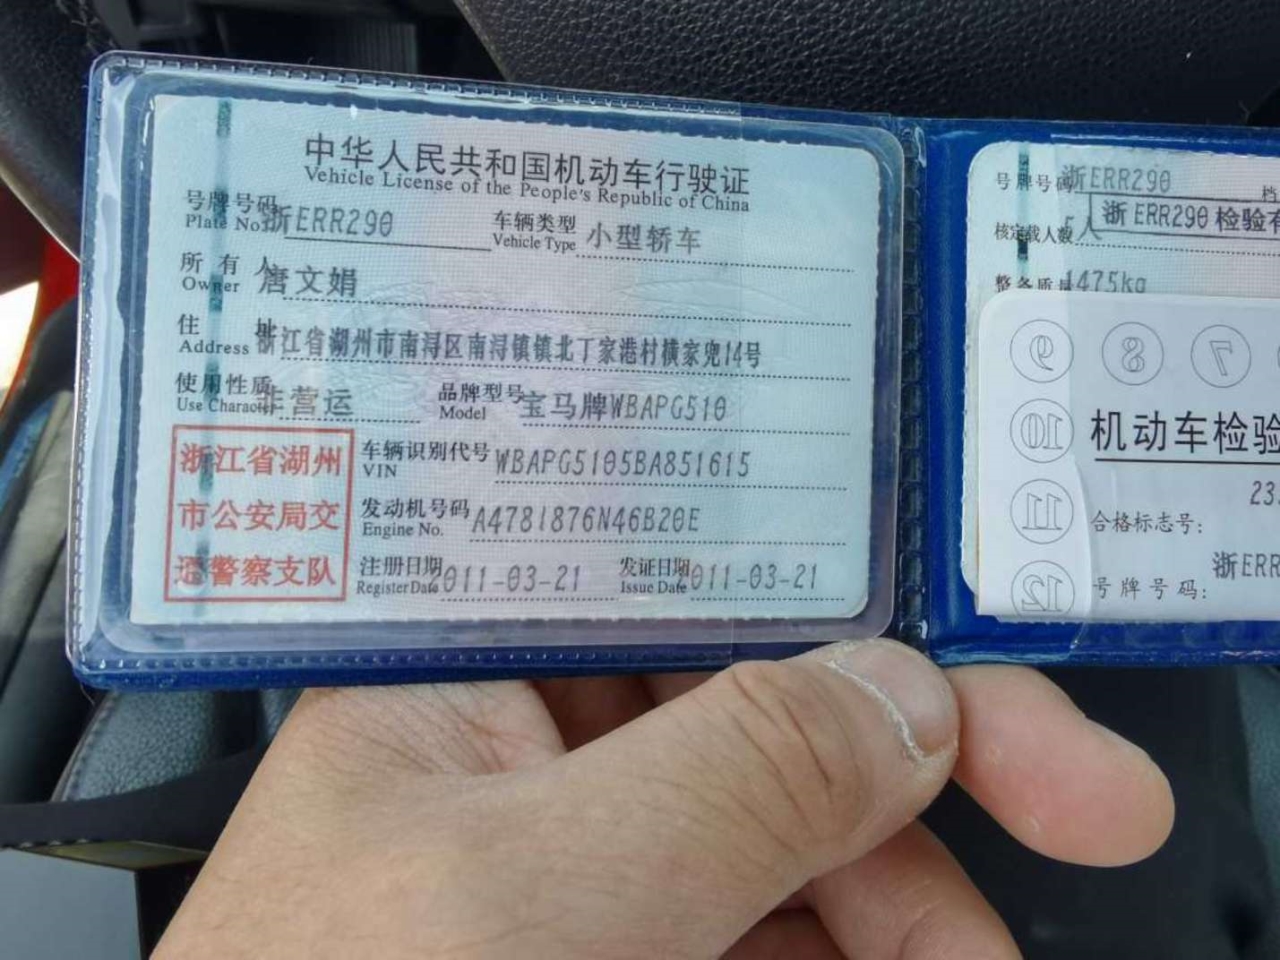 中华人民共和国机动车行驶证
Vehicle License of the People's Republic of China
号牌号码 浙ERR290 车辆类型 小型轿车
Plate No. Vehicle Type
所有人 唐文娟
Owner
住址 浙江省湖州市南浔区南浔镇镇北丁家港村横家兜14号
Address
使用性质 非营运 品牌型号 宝马牌WBAPG510
Use Character Model
车辆识别代号 WBAPG5105BA851615
VIN
发动机号码 A4781876N46B20E
Engine No.
注册日期 2011-03-21 发证日期 2011-03-21
Register Date Issue Date
浙江省湖州
市公安局交
通警察支队
号牌号码 浙ERR290 档
浙ERR290检验有
核定载人数 5人
整备质量 1475kg
9 8 7
10
11
12
机动车检验
23
合格标志号:
浙ERR
号牌号码: